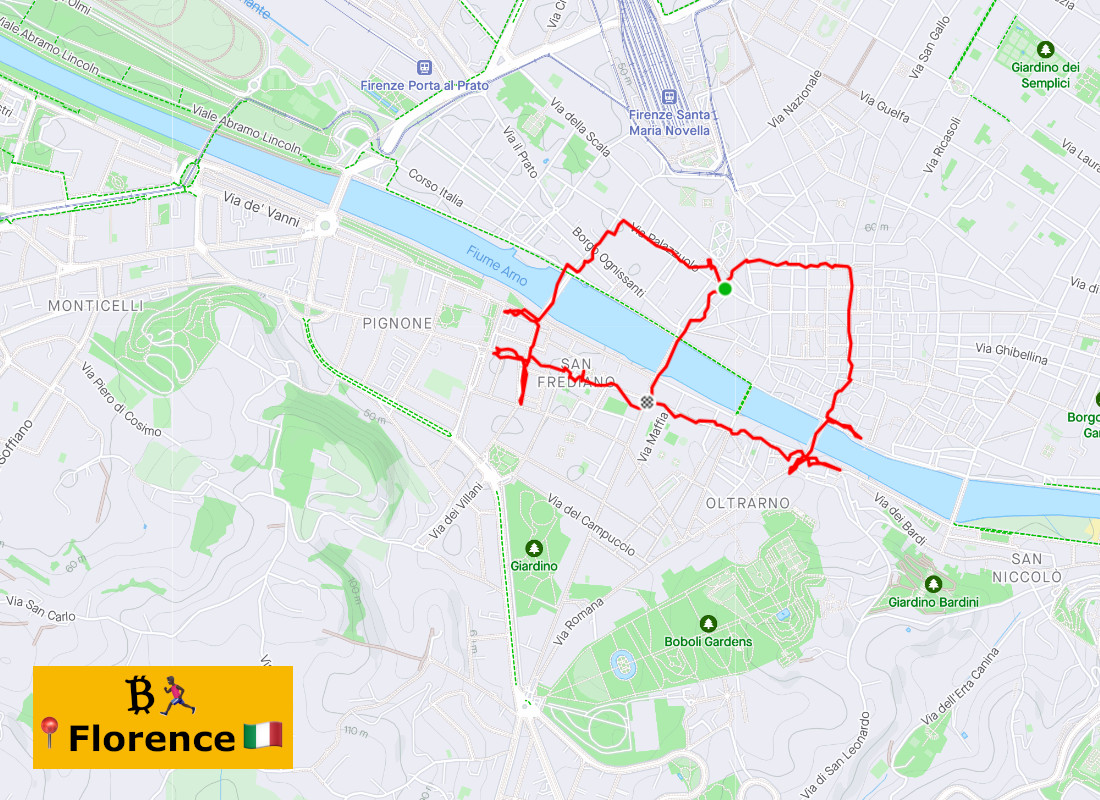 Via San Gallo
Giardino dei
Semplici
Viale Abramo Lincoln
Firenze Porta al Prato
50 m
Via Nazionale
Firenze Santa
Maria Novella
Via Guelfa
Via della Scala
Via il Prato
Via Ricasoli
Via Laura
Viale Abramo Lincoln
Corso Italia
Via de' Vanni
60 m
Via Palazzuolo
Borgo Ognissanti
Fiume Arno
MONTICELLI
PIGNONE
Via Ghibellina
SAN
FREDIANO
Via Piero di Cosimo
50 m
Soffiano
Via Maffia
Borgo
OLTRARNO
Via dei Villani
Via del Campuccio
Via dei Bardi
Giardino
SAN
NICCOLÒ
60 m
Giardino Bardini
Via San Carlo
Via Romana
Boboli Gardens
Via dell'Erta Canina
Via di San Leonardo
110 m
₿
Florence